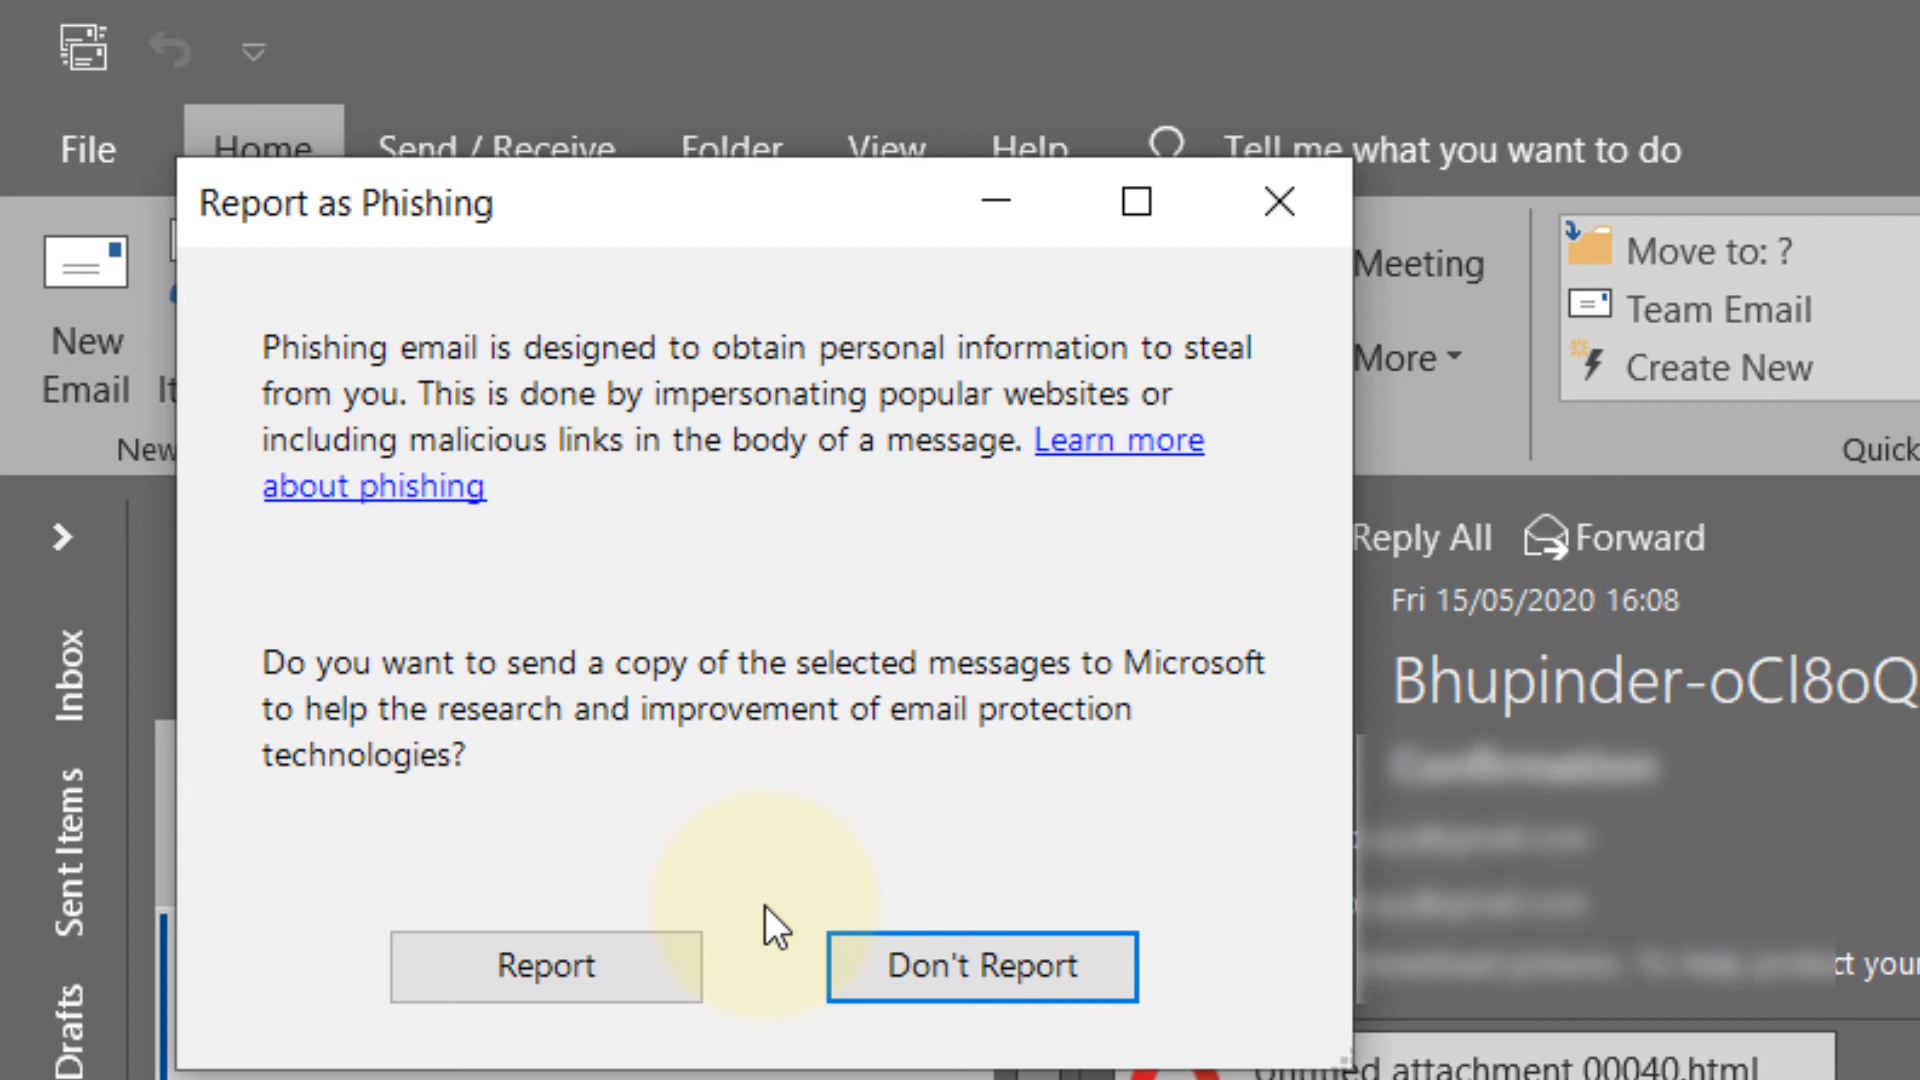 File
Home
Send / Receive
Folder
View
Help
Tell me what you want to do
Report as Phishing
New
Email
New
Meeting
More
Move to: ?
Team Email
Create New
Quick
Phishing email is designed to obtain personal information to steal
from you. This is done by impersonating popular websites or
including malicious links in the body of a message. Learn more
about phishing
Do you want to send a copy of the selected messages to Microsoft
to help the research and improvement of email protection
technologies?
Report
Don't Report
Inbox
Sent Items
Drafts
Reply All
Forward
Fri 15/05/2020 16:08
Bhupinder-oCl8oQ
Confirmation
ct your
attachment 00040.html